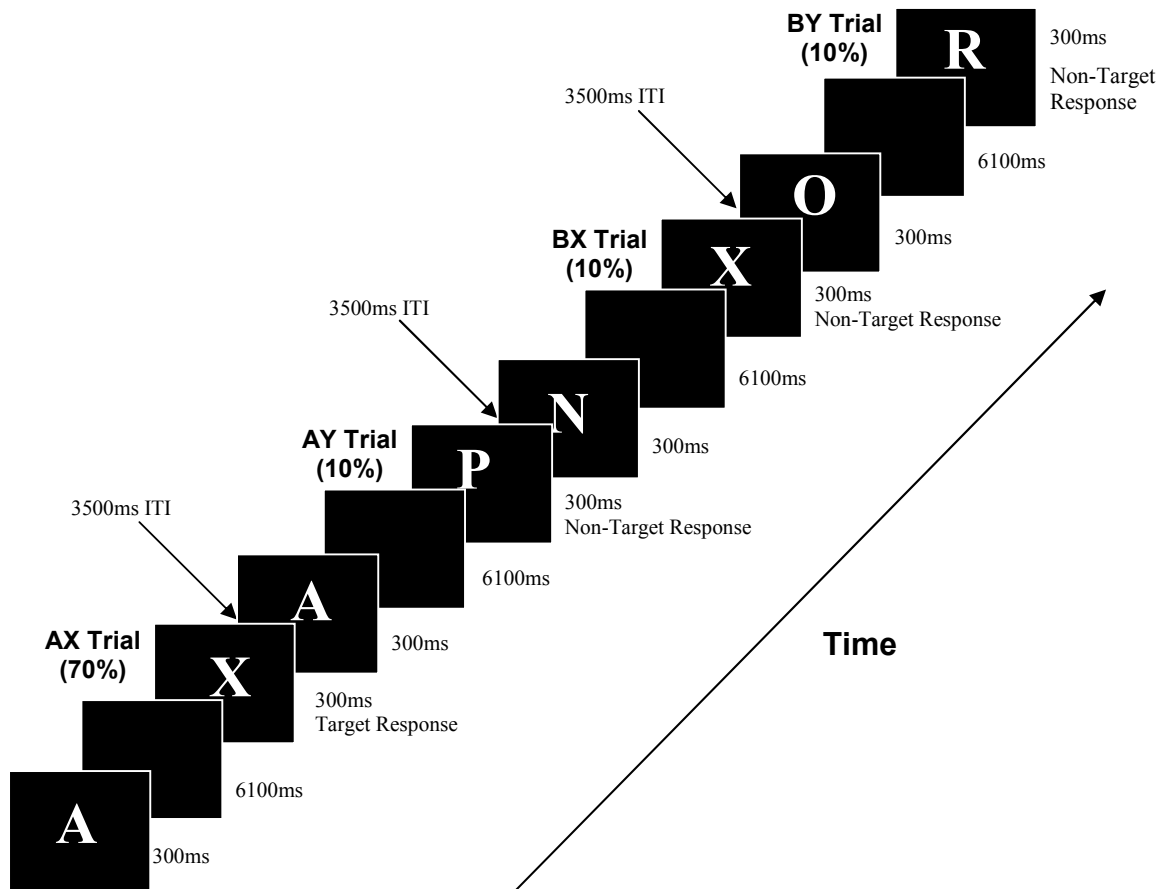 BY Trial
(10%)
R
300ms
Non-Target
Response
3500ms ITI
6100ms
O
300ms
BX Trial
(10%)
X
300ms
Non-Target Response
3500ms ITI
6100ms
N
300ms
AY Trial
(10%)
P
300ms
Non-Target Response
3500ms ITI
6100ms
A
300ms
Time
AX Trial
(70%)
X
300ms
Target Response
6100ms
A
300ms